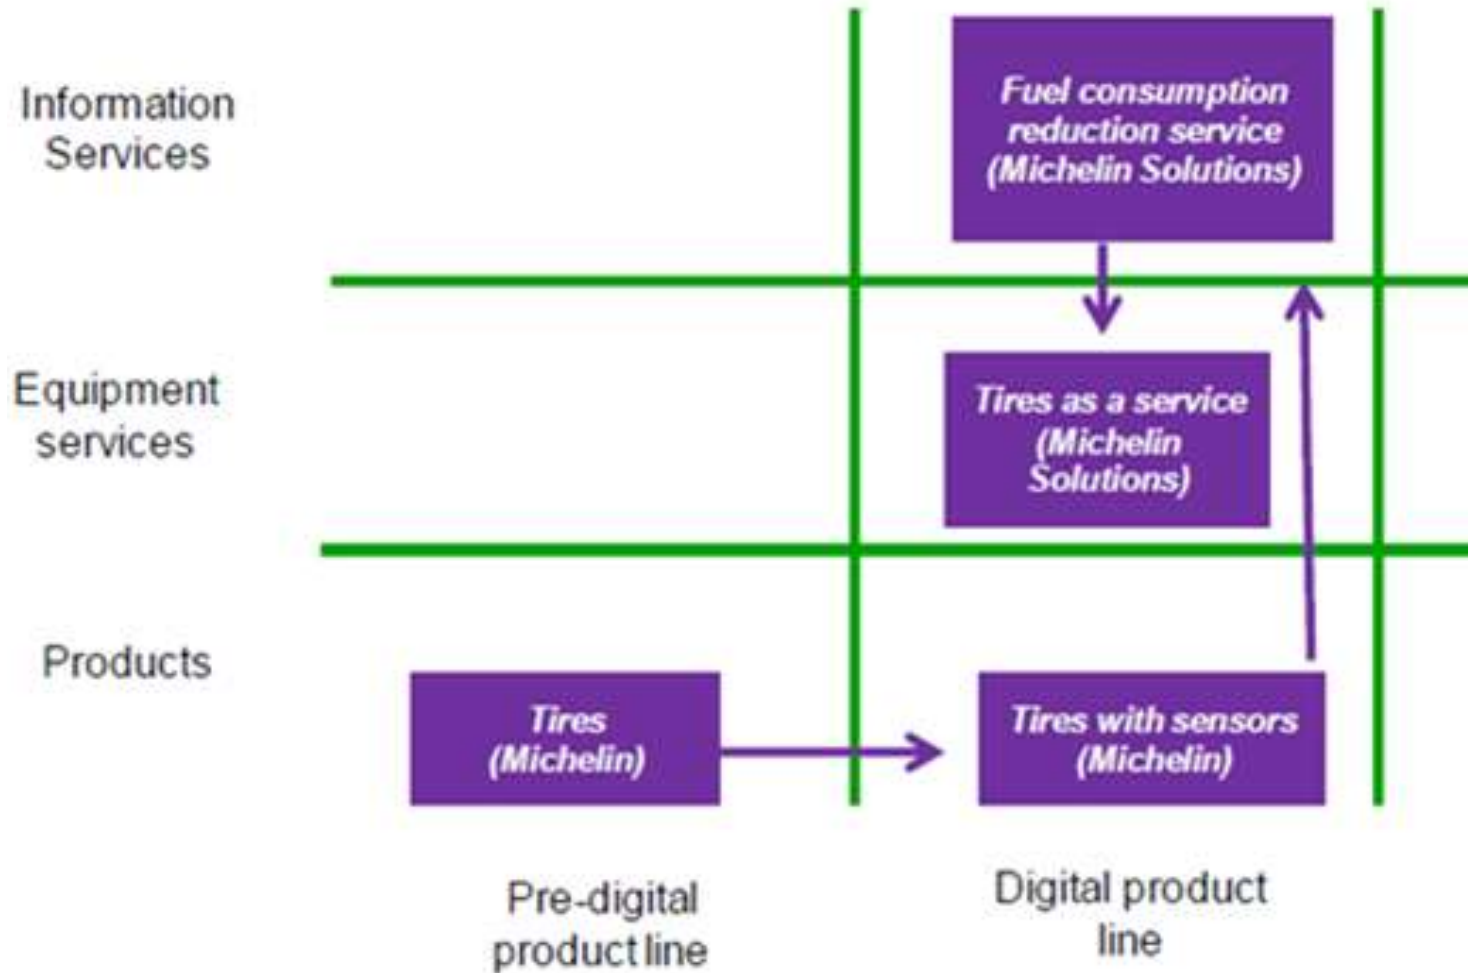 Information
Services
Fuel consumption
reduction service
(Michelin Solutions)
Equipment
services
Tires as a service
(Michelin
Solutions)
Products
Tires
(Michelin)
Tires with sensors
(Michelin)
Pre-digital
product line
Digital product
line